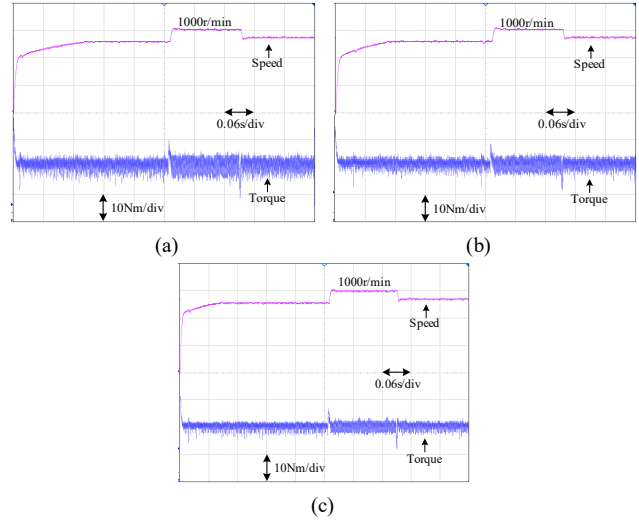 1000r/min
Speed
0.06s/div
10Nm/div
Torque
(a)
1000r/min
Speed
0.06s/div
10Nm/div
Torque
(b)
1000r/min
Speed
0.06s/div
10Nm/div
Torque
(c)